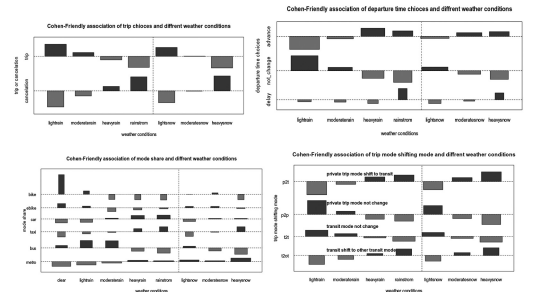 Cohen-Friendly association of trip chioces and diffrent weather conditions
trip or cancelation
trip
cancelation
lightrain moderaterain heavyrain rainstrom lightsnow moderatesnow heavysnow
weather conditions
Cohen-Friendly association of departure time chioces and diffrent weather conditions
departure time choices
advance
not_change
delay
lightrain moderaterain heavyrain rainstrom lightsnow moderatesnow heavysnow
weather conditions
Cohen-Friendly association of mode share and diffrent weather conditions
mode share
bike
ebike
car
taxi
bus
metro
clear lightrain moderaterain heavyrain rainstrom lightsnow moderatesnow heavysnow
weather conditions
Cohen-Friendly association of trip mode shifting mode and diffrent weather conditions
trip mode shifting mode
p2t
private trip mode shift to transit
p2p
private trip mode not change
t2t
transit mode not change
t2ot
transit shift to other transit mode
lightrain moderaterain heavyrain rainstrom lightsnow moderatesnow heavysnow
weather conditions